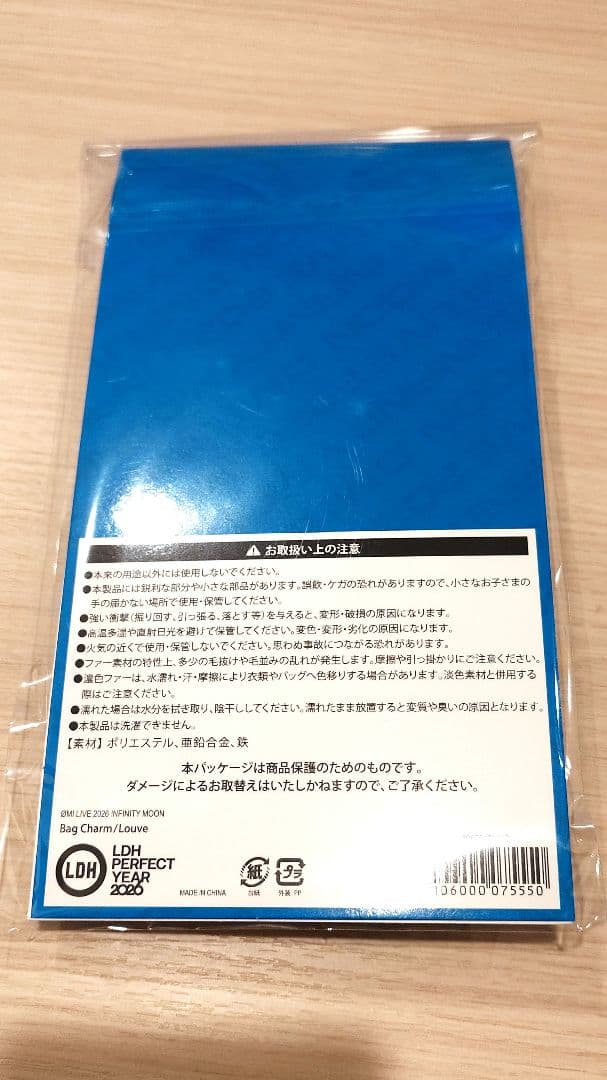 ⚠ お取扱い上の注意
●本来の用途以外には使用しないでください。
●本製品には鋭利な部分や小さな部品があります。誤飲・ケガの恐れがありますので、小さなお子さまの
手の届かない場所で使用・保管してください。
●強い衝撃(振り回す、引っ張る、落とす等)を与えると、変形・破損の原因になります。
●高温多湿や直射日光を避けて保管してください。変色・変形・劣化の原因になります。
●火気の近くで使用・保管しないでください。思わぬ事故につながる恐れがあります。
●ファー素材の特性上、多少の毛抜けや毛並みの乱れが発生します。摩擦や引っ掛かりにご注意ください。
●濃色ファーは、水濡れ・汗・摩擦により衣類やバッグへ色移りする場合があります。淡色素材と併用する
際はご注意ください。
●濡れた場合は水分を拭き取り、陰干ししてください。濡れたまま放置すると変質や臭いの原因となります。
●本製品は洗濯できません。
【素材】ポリエステル、亜鉛合金、鉄
本パッケージは商品保護のためのものです。
ダメージによるお取替えはいたしかねますので、ご了承ください。
ØMI LIVE 2026 INFINITY MOON
Bag Charm/Louve
LDH
LDH
PERFECT
YEAR
2026
MADE IN CHINA
紙
台紙
プラ
外装:PP
06000 075550